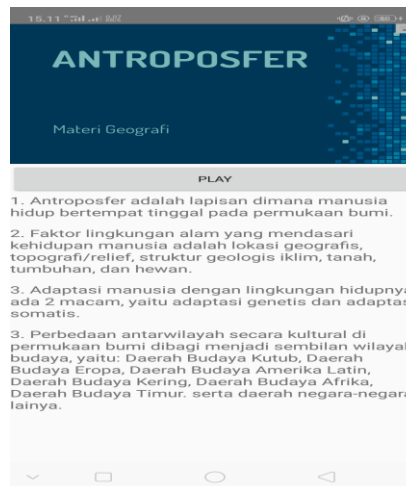 15.11
ANTROPOSFER
Materi Geografi
PLAY
1. Antroposfer adalah lapisan dimana manusia
hidup bertempat tinggal pada permukaan bumi.
2. Faktor lingkungan alam yang mendasari
kehidupan manusia adalah lokasi geografis,
topografi/relief, struktur geologis iklim, tanah,
tumbuhan, dan hewan.
3. Adaptasi manusia dengan lingkungan hidupnya
ada 2 macam, yaitu adaptasi genetis dan adaptas
somatis.
3. Perbedaan antarwilayah secara kultural di
permukaan bumi dibagi menjadi sembilan wilayah
budaya, yaitu: Daerah Budaya Kutub, Daerah
Budaya Eropa, Daerah Budaya Amerika Latin,
Daerah Budaya Kering, Daerah Budaya Afrika,
Daerah Budaya Timur. serta daerah negara-negara
lainya.